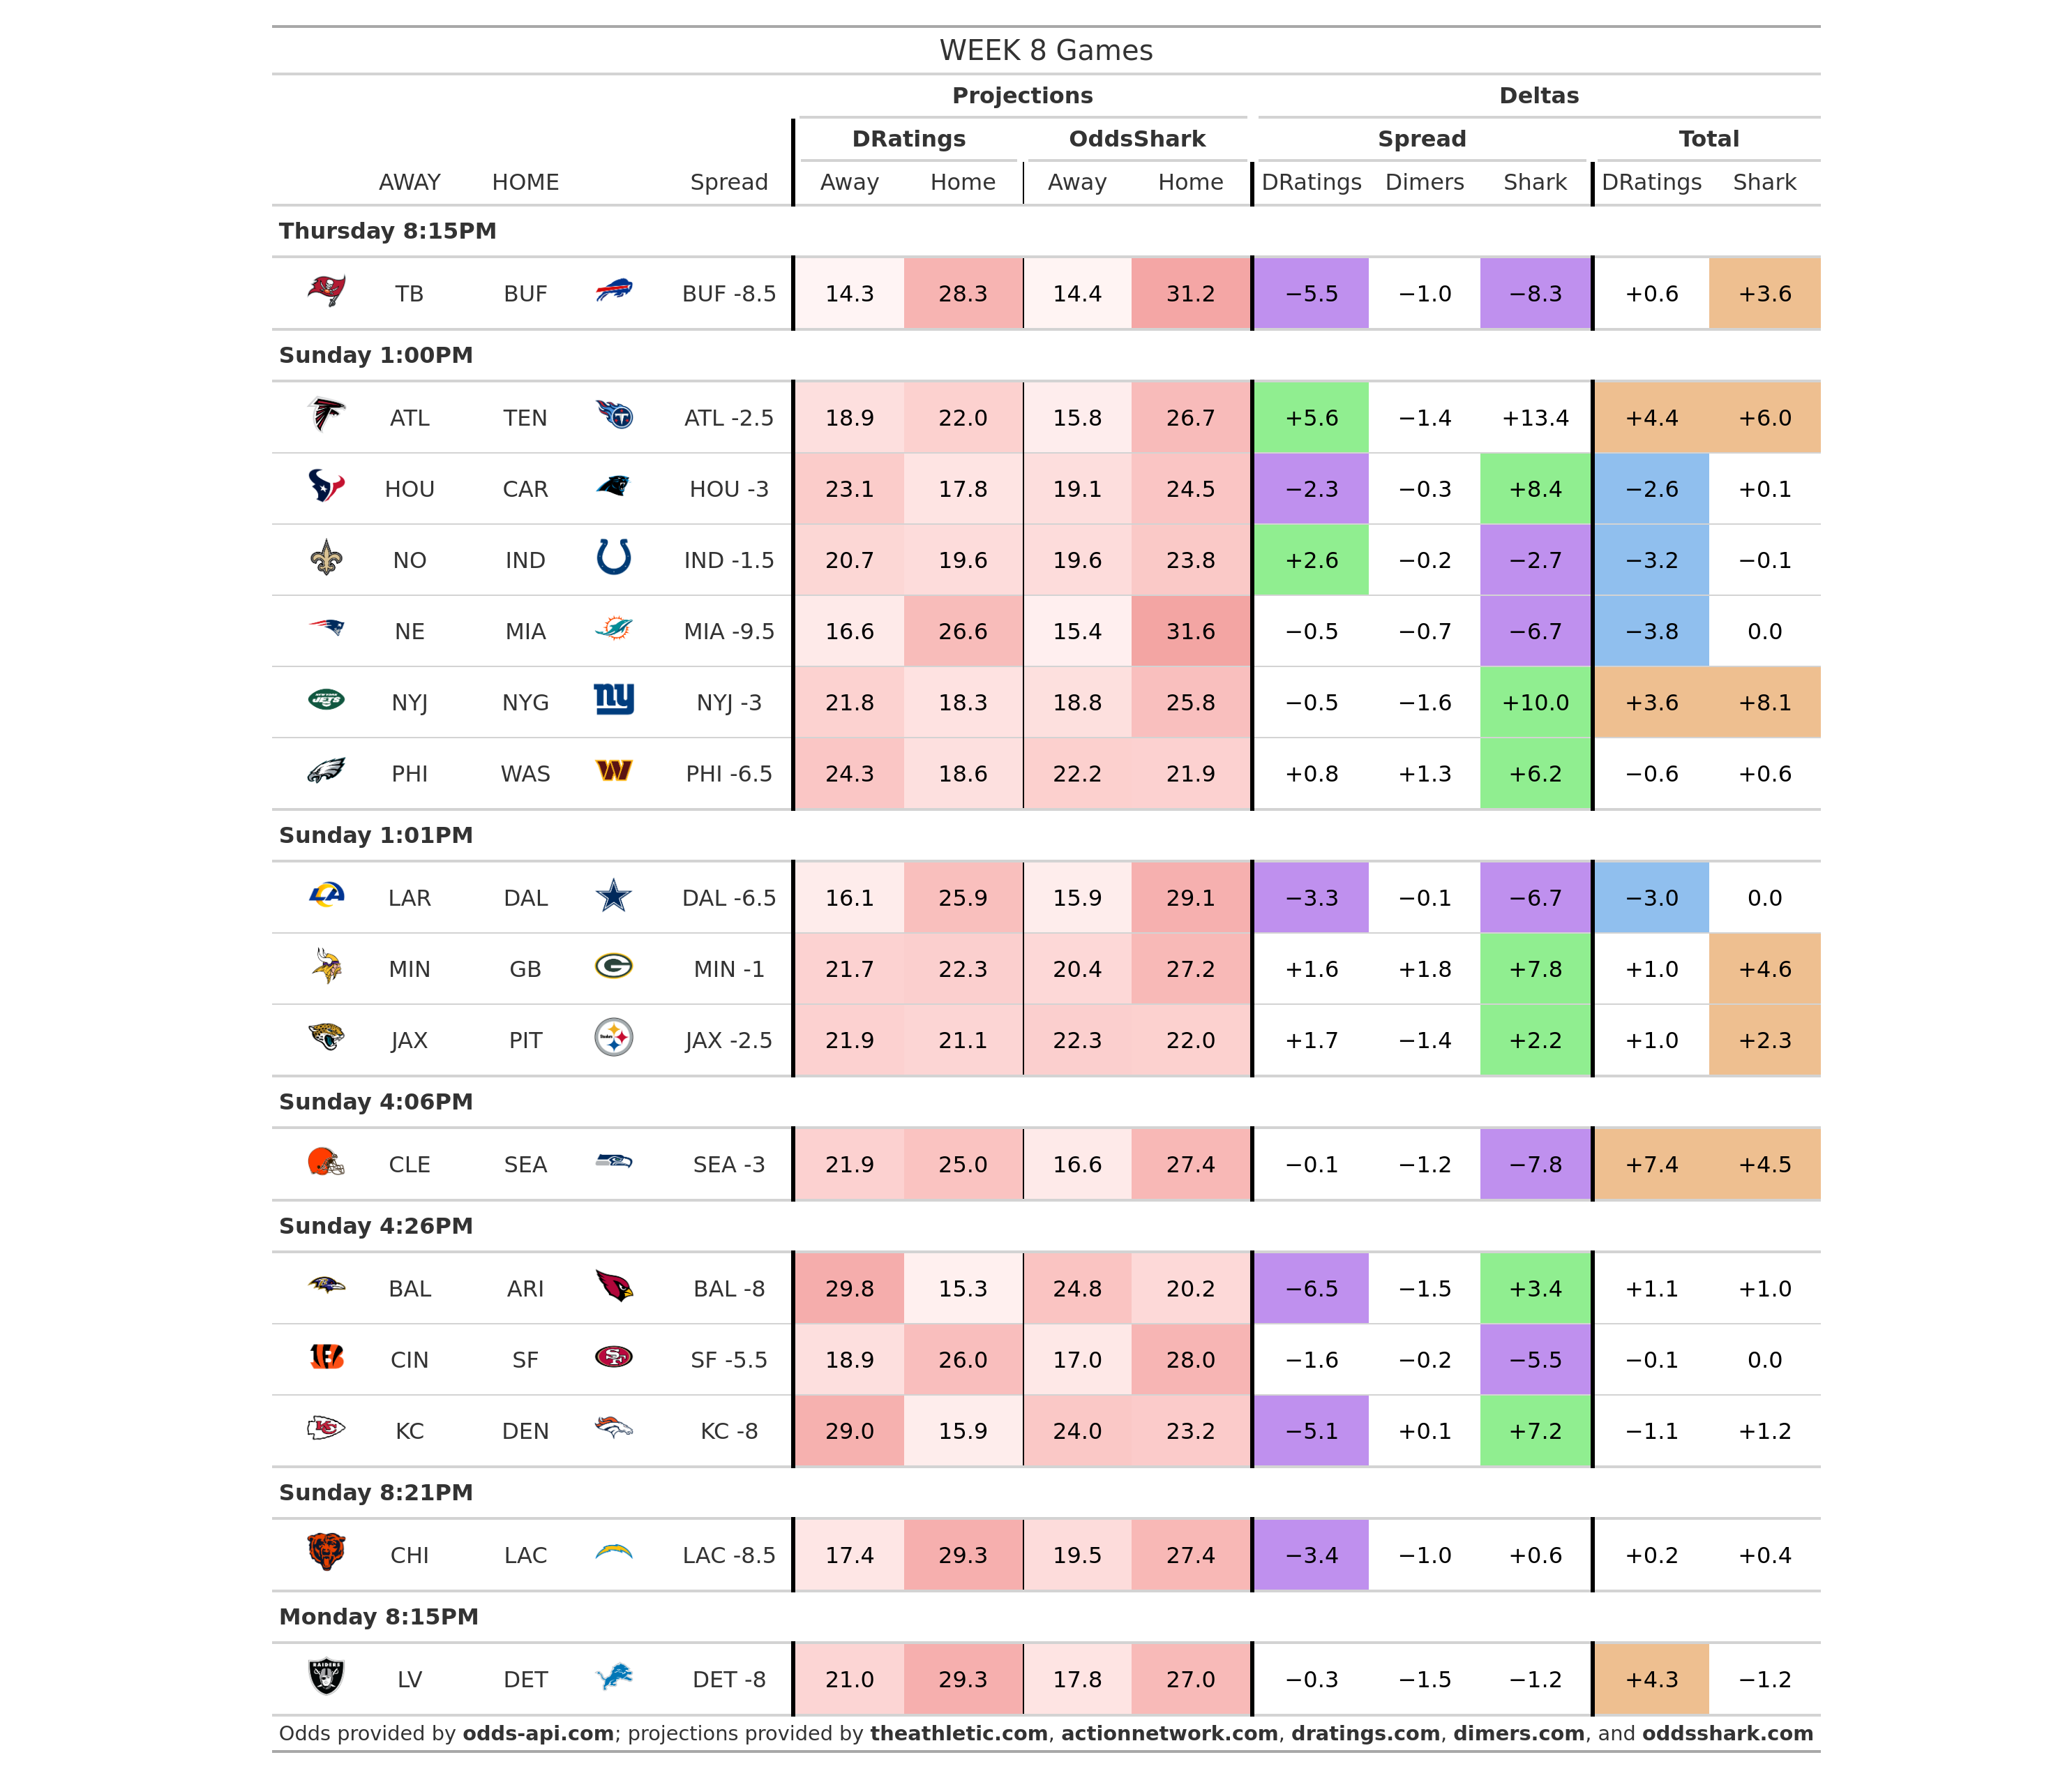 WEEK 8 Games
Projections Deltas
DRatings OddsShark Spread Total
AWAY HOME Spread Away Home Away Home DRatings Dimers Shark DRatings Shark
Thursday 8:15PM
TB BUF BUF -8.5 14.3 28.3 14.4 31.2 −5.5 −1.0 −8.3 +0.6 +3.6
Sunday 1:00PM
ATL TEN ATL -2.5 18.9 22.0 15.8 26.7 +5.6 −1.4 +13.4 +4.4 +6.0
HOU CAR HOU -3 23.1 17.8 19.1 24.5 −2.3 −0.3 +8.4 −2.6 +0.1
NO IND IND -1.5 20.7 19.6 19.6 23.8 +2.6 −0.2 −2.7 −3.2 −0.1
NE MIA MIA -9.5 16.6 26.6 15.4 31.6 −0.5 −0.7 −6.7 −3.8 0.0
JETS NYJ NYG ny NYJ -3 21.8 18.3 18.8 25.8 −0.5 −1.6 +10.0 +3.6 +8.1
PHI WAS W PHI -6.5 24.3 18.6 22.2 21.9 +0.8 +1.3 +6.2 −0.6 +0.6
Sunday 1:01PM
LA LAR DAL DAL -6.5 16.1 25.9 15.9 29.1 −3.3 −0.1 −6.7 −3.0 0.0
MIN GB G MIN -1 21.7 22.3 20.4 27.2 +1.6 +1.8 +7.8 +1.0 +4.6
JAX PIT JAX -2.5 21.9 21.1 22.3 22.0 +1.7 −1.4 +2.2 +1.0 +2.3
Sunday 4:06PM
CLE SEA SEA -3 21.9 25.0 16.6 27.4 −0.1 −1.2 −7.8 +7.4 +4.5
Sunday 4:26PM
BAL ARI BAL -8 29.8 15.3 24.8 20.2 −6.5 −1.5 +3.4 +1.1 +1.0
CIN SF SF SF -5.5 18.9 26.0 17.0 28.0 −1.6 −0.2 −5.5 −0.1 0.0
KC KC DEN KC -8 29.0 15.9 24.0 23.2 −5.1 +0.1 +7.2 −1.1 +1.2
Sunday 8:21PM
CHI LAC LAC -8.5 17.4 29.3 19.5 27.4 −3.4 −1.0 +0.6 +0.2 +0.4
Monday 8:15PM
RAIDERS LV DET DET -8 21.0 29.3 17.8 27.0 −0.3 −1.5 −1.2 +4.3 −1.2
Odds provided by odds-api.com; projections provided by theathletic.com, actionnetwork.com, dratings.com, dimers.com, and oddsshark.com